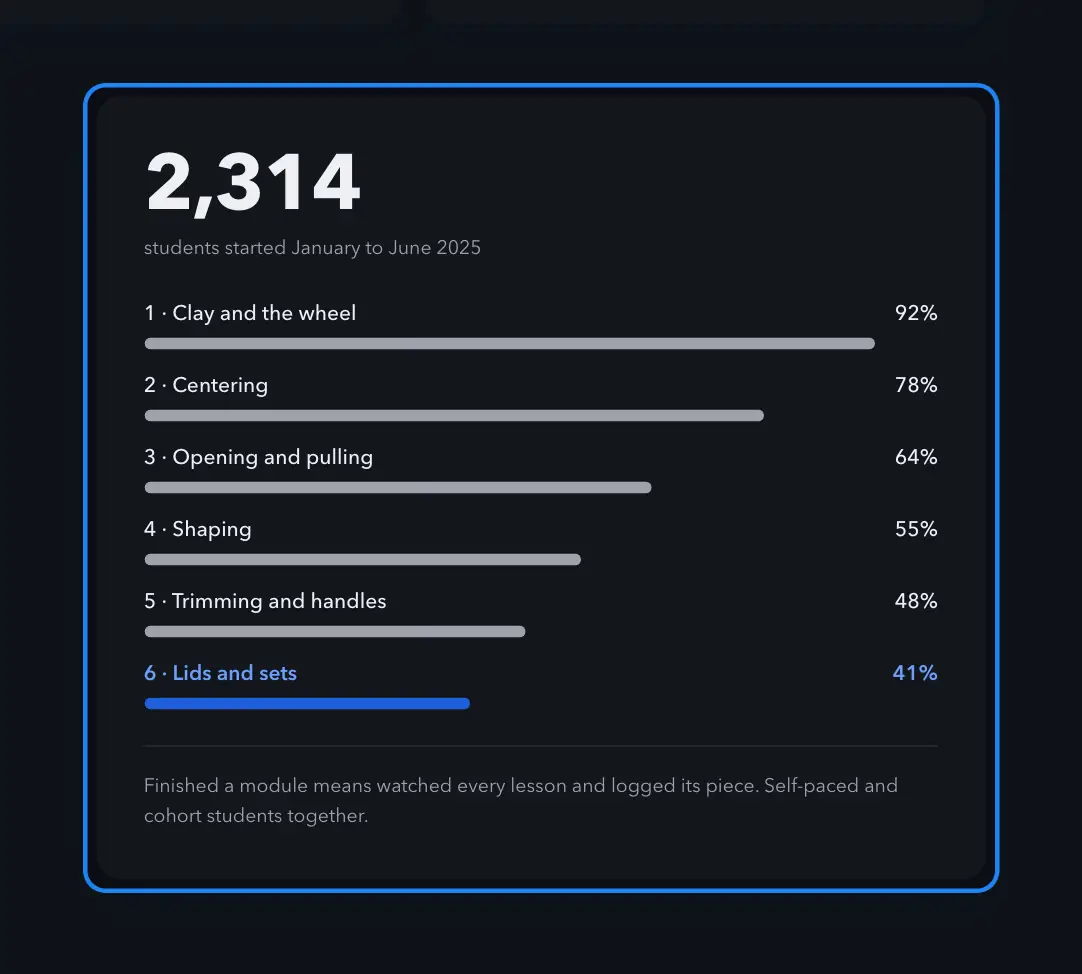 2,314
students started January to June 2025
1 · Clay and the wheel 92%
2 · Centering 78%
3 · Opening and pulling 64%
4 · Shaping 55%
5 · Trimming and handles 48%
6 · Lids and sets 41%
Finished a module means watched every lesson and logged its piece. Self-paced and
cohort students together.